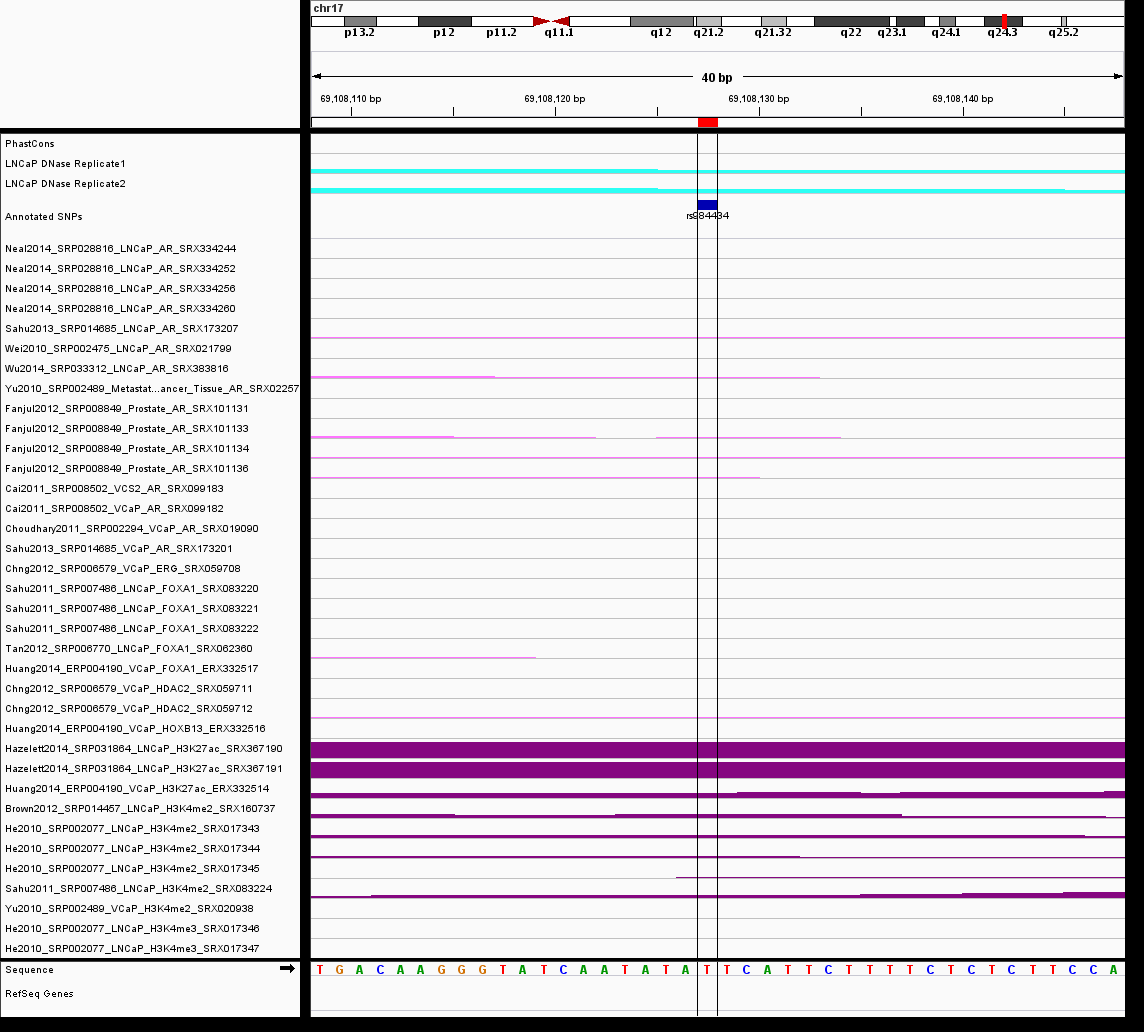 chr17
p13.2 p12 p11.2 q11.1 q12 q21.2 q21.32 q22 q23.1 q24.1 q24.3 q25.2
40 bp
69,108,110 bp 69,108,120 bp 69,108,130 bp 69,108,140 bp
PhastCons
LNCaP DNase Replicate1
LNCaP DNase Replicate2
Annotated SNPs
rs984434
Neal2014_SRP028816_LNCaP_AR_SRX334244
Neal2014_SRP028816_LNCaP_AR_SRX334252
Neal2014_SRP028816_LNCaP_AR_SRX334256
Neal2014_SRP028816_LNCaP_AR_SRX334260
Sahu2013_SRP014685_LNCaP_AR_SRX173207
Wei2010_SRP002475_LNCaP_AR_SRX021799
Wu2014_SRP033312_LNCaP_AR_SRX383816
Yu2010_SRP002489_Metastat...ancer_Tissue_AR_SRX02257
Fanjul2012_SRP008849_Prostate_AR_SRX101131
Fanjul2012_SRP008849_Prostate_AR_SRX101133
Fanjul2012_SRP008849_Prostate_AR_SRX101134
Fanjul2012_SRP008849_Prostate_AR_SRX101136
Cai2011_SRP008502_VCS2_AR_SRX099183
Cai2011_SRP008502_VCaP_AR_SRX099182
Choudhary2011_SRP002294_VCaP_AR_SRX019090
Sahu2013_SRP014685_VCaP_AR_SRX173201
Chng2012_SRP006579_VCaP_ERG_SRX059708
Sahu2011_SRP007486_LNCaP_FOXA1_SRX083220
Sahu2011_SRP007486_LNCaP_FOXA1_SRX083221
Sahu2011_SRP007486_LNCaP_FOXA1_SRX083222
Tan2012_SRP006770_LNCaP_FOXA1_SRX062360
Huang2014_ERP004190_VCaP_FOXA1_ERX332517
Chng2012_SRP006579_VCaP_HDAC2_SRX059711
Chng2012_SRP006579_VCaP_HDAC2_SRX059712
Huang2014_ERP004190_VCaP_HOXB13_ERX332516
Hazelett2014_SRP031864_LNCaP_H3K27ac_SRX367190
Hazelett2014_SRP031864_LNCaP_H3K27ac_SRX367191
Huang2014_ERP004190_VCaP_H3K27ac_ERX332514
Brown2012_SRP014457_LNCaP_H3K4me2_SRX160737
He2010_SRP002077_LNCaP_H3K4me2_SRX017343
He2010_SRP002077_LNCaP_H3K4me2_SRX017344
He2010_SRP002077_LNCaP_H3K4me2_SRX017345
Sahu2011_SRP007486_LNCaP_H3K4me2_SRX083224
Yu2010_SRP002489_VCaP_H3K4me2_SRX020938
He2010_SRP002077_LNCaP_H3K4me3_SRX017346
He2010_SRP002077_LNCaP_H3K4me3_SRX017347
Sequence T G A C A A G G G T A T C A A T A T A T T C A T T C T T T T C T C T C T T C C A
RefSeq Genes